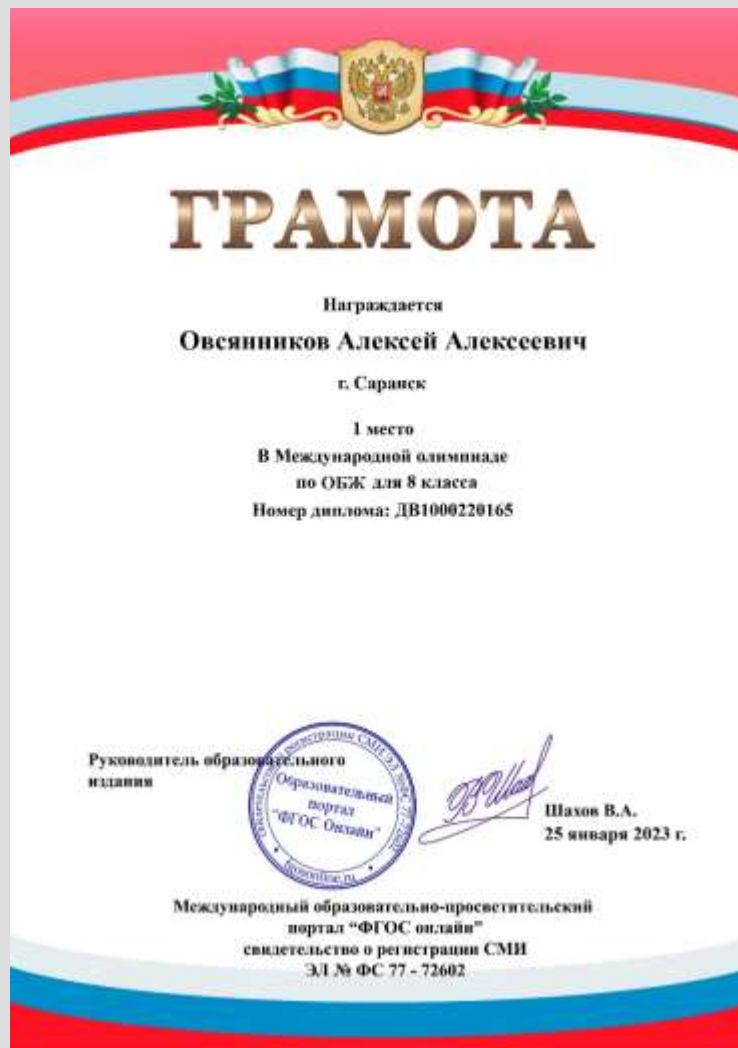 ГРАМОТА
Награждается
Овсянников Алексей Алексеевич
г. Саранск
1 место
В Международной олимпиаде
по ОБЖ для 8 класса
Номер диплома: ДВ1000220165
Руководитель образовательного
издания
Образовательный
портал
"ФГОС Онлайн"
fgosonline.ru
Шахов В.А.
25 января 2023 г.
Международный образовательно-просветительский
портал “ФГОС онлайн”
свидетельство о регистрации СМИ
ЭЛ № ФС 77 - 72602